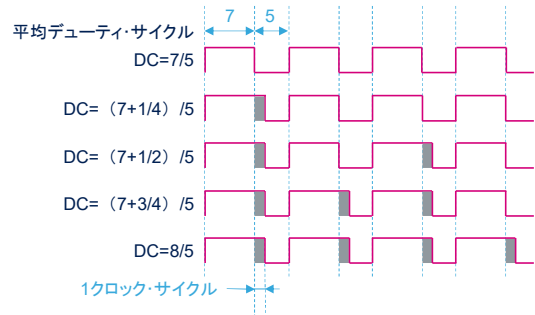 7 5
平均デューティ・サイクル
DC=7/5
DC=（7+1/4）/5
DC=（7+1/2）/5
DC=（7+3/4）/5
DC=8/5
1クロック・サイクル